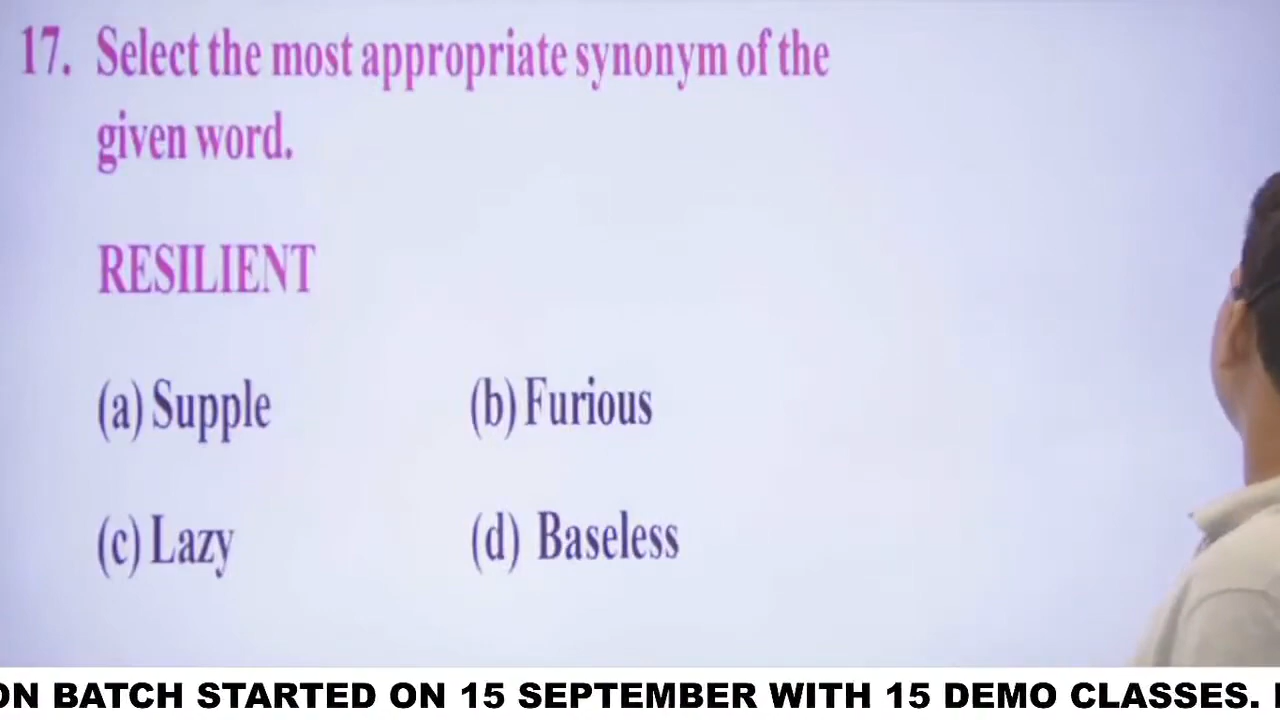 17. Select the most appropriate synonym of the
given word.
RESILIENT
(a) Supple (b) Furious
(c) Lazy (d) Baseless
ON BATCH STARTED ON 15 SEPTEMBER WITH 15 DEMO CLASSES.